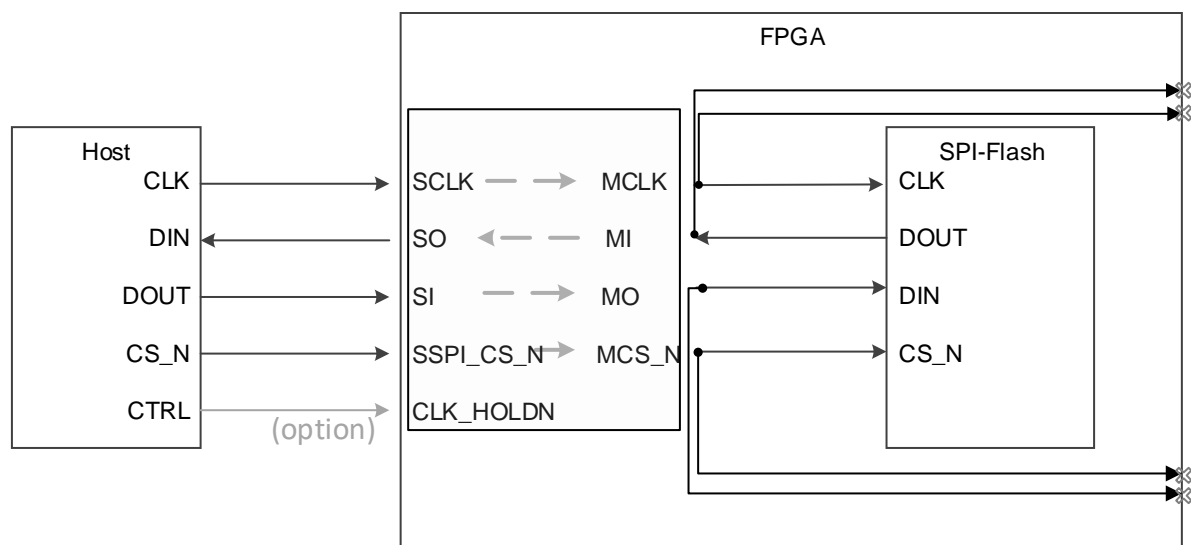 FPGA
Host
SPI-Flash
CLK
SCLK
MCLK
CLK
DIN
SO
MI
DOUT
DOUT
SI
MO
DIN
CS_N
SSPI_CS_N
MCS_N
CS_N
CTRL
(option)
CLK_HOLDN